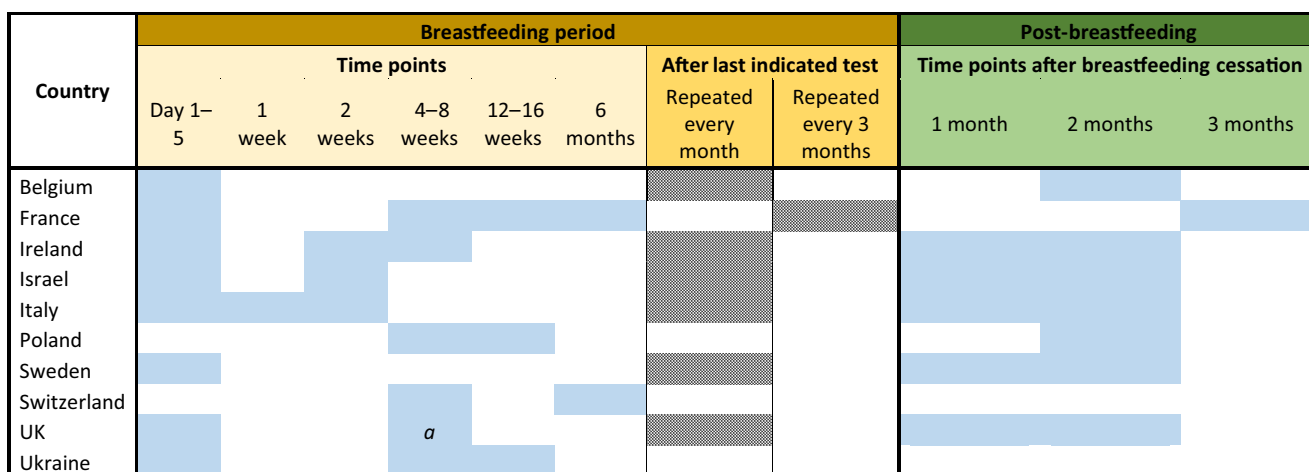 Breastfeeding period Post-breastfeeding
Country Time points After last indicated test Time points after breastfeeding cessation
Day 1– 1 2 4–8 12–16 6 Repeated Repeated 1 month 2 months 3 months
5 week weeks weeks weeks months every every 3
month months
Belgium
France
Ireland
Israel
Italy
Poland
Sweden
Switzerland
UK a
Ukraine